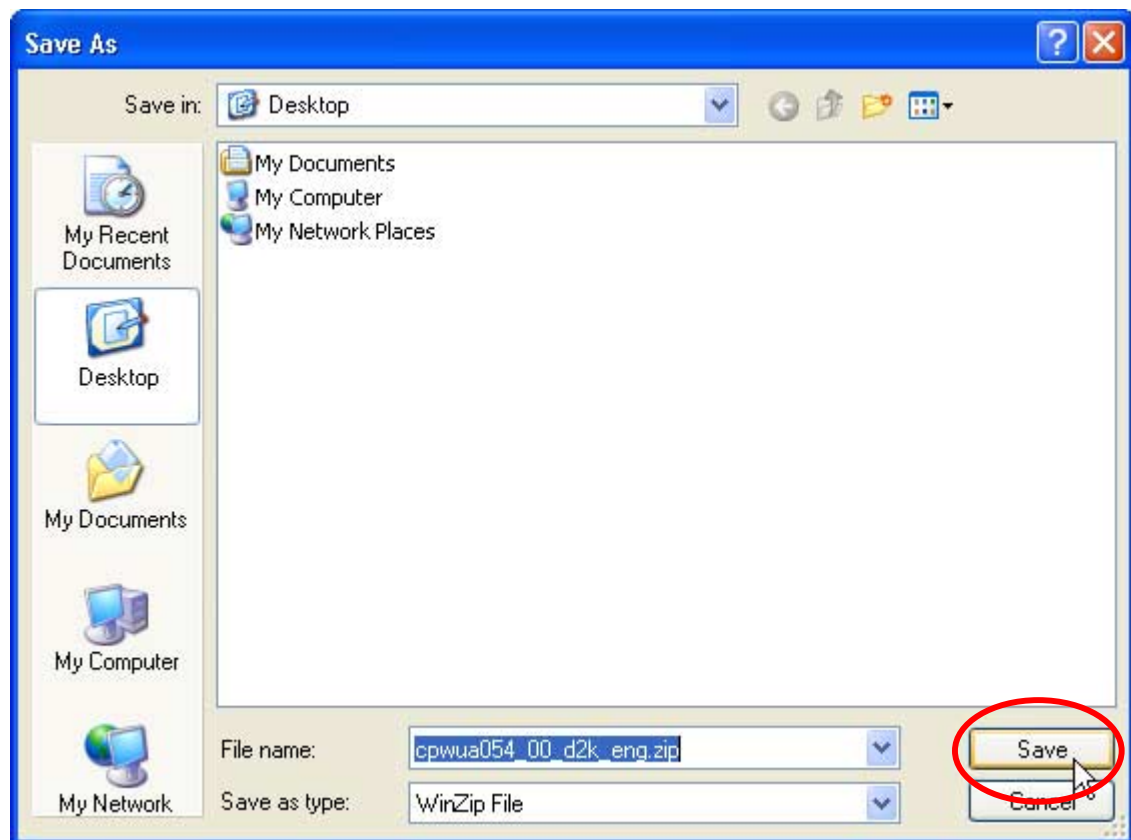 Save As
Save in:
Desktop
My Documents
My Computer
My Network Places
My Recent
Documents
Desktop
My Documents
My Computer
My Network
File name:
cpwua054_00_d2k_eng.zip
Save
Save as type:
WinZip File
Cancel